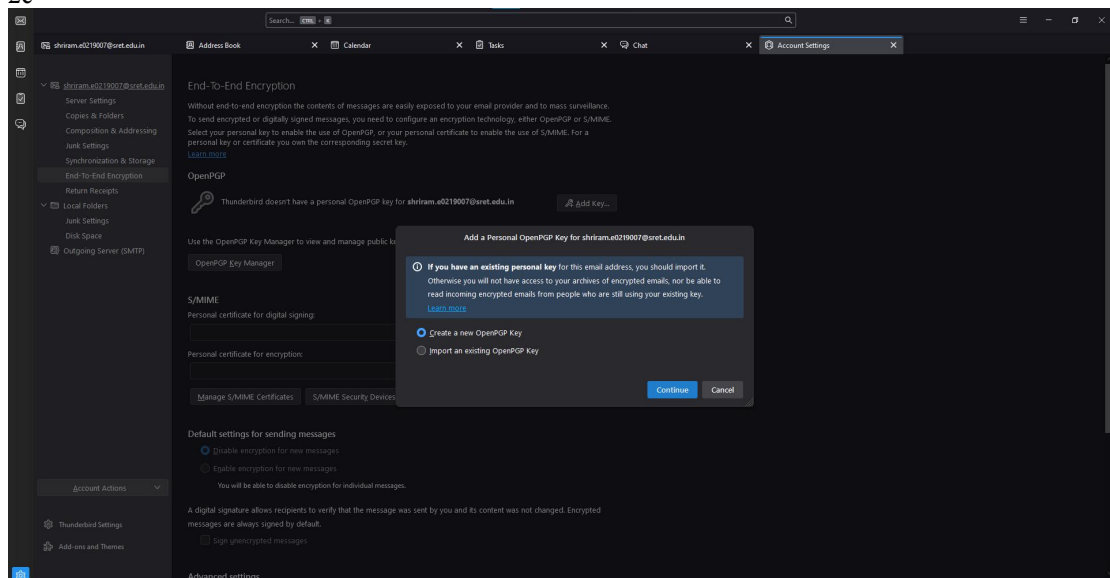 Search... CTRL + K
shriram.e0219007@sret.edu.in
Address Book
Calendar
Tasks
Chat
Account Settings
shriram.e0219007@sret.edu.in
Server Settings
Copies & Folders
Composition & Addressing
Junk Settings
Synchronization & Storage
End-To-End Encryption
Return Receipts
Local Folders
Junk Settings
Disk Space
Outgoing Server (SMTP)
Account Actions
Thunderbird Settings
Add-ons and Themes
End-To-End Encryption
Without end-to-end encryption the contents of messages are easily exposed to your email provider and to mass surveillance.
To send encrypted or digitally signed messages, you need to configure an encryption technology, either OpenPGP or S/MIME.
Select your personal key to enable the use of OpenPGP, or your personal certificate to enable the use of S/MIME. For a
personal key or certificate you own the corresponding secret key.
Learn more
OpenPGP
Thunderbird doesn't have a personal OpenPGP key for shriram.e0219007@sret.edu.in
Add Key...
Use the OpenPGP Key Manager to view and manage public
OpenPGP Key Manager
S/MIME
Personal certificate for digital signing:
Personal certificate for encryption:
Manage S/MIME Certificates
S/MIME Security Devices
Default settings for sending messages
Disable encryption for new messages
Enable encryption for new messages
You will be able to disable encryption for individual messages.
A digital signature allows recipients to verify that the message was sent by you and its content was not changed. Encrypted
messages are always signed by default.
Sign unencrypted messages
Advanced settings
Add a Personal OpenPGP Key for shriram.e0219007@sret.edu.in
If you have an existing personal key for this email address, you should import it.
Otherwise you will not have access to your archives of encrypted emails, nor be able to
read incoming encrypted emails from people who are still using your existing key.
Learn more
Create a new OpenPGP Key
Import an existing OpenPGP Key
Continue
Cancel